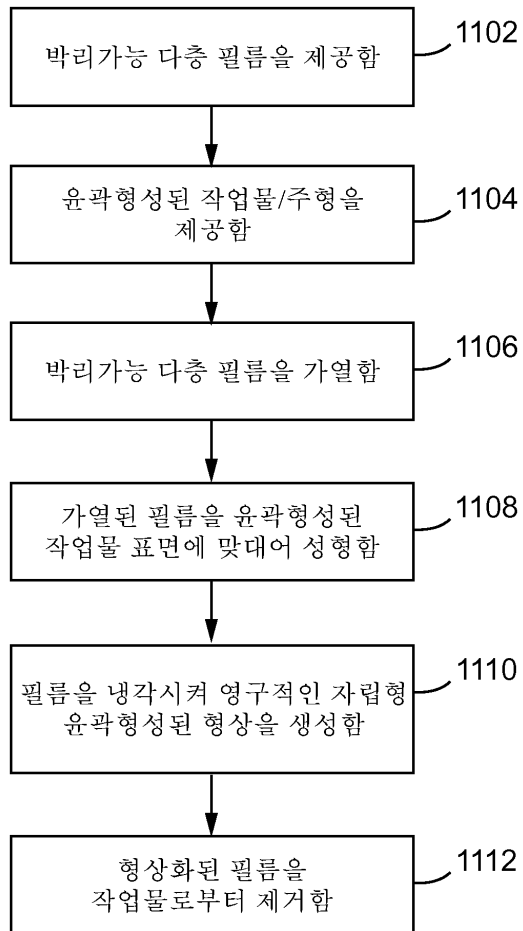 박리가능 다층 필름을 제공함
1102
윤곽형성된 작업물/주형을
제공함
1104
박리가능 다층 필름을 가열함
1106
가열된 필름을 윤곽형성된
작업물 표면에 맞대어 성형함
1108
필름을 냉각시켜 영구적인 자립형
윤곽형성된 형상을 생성함
1110
형상화된 필름을
작업물로부터 제거함
1112